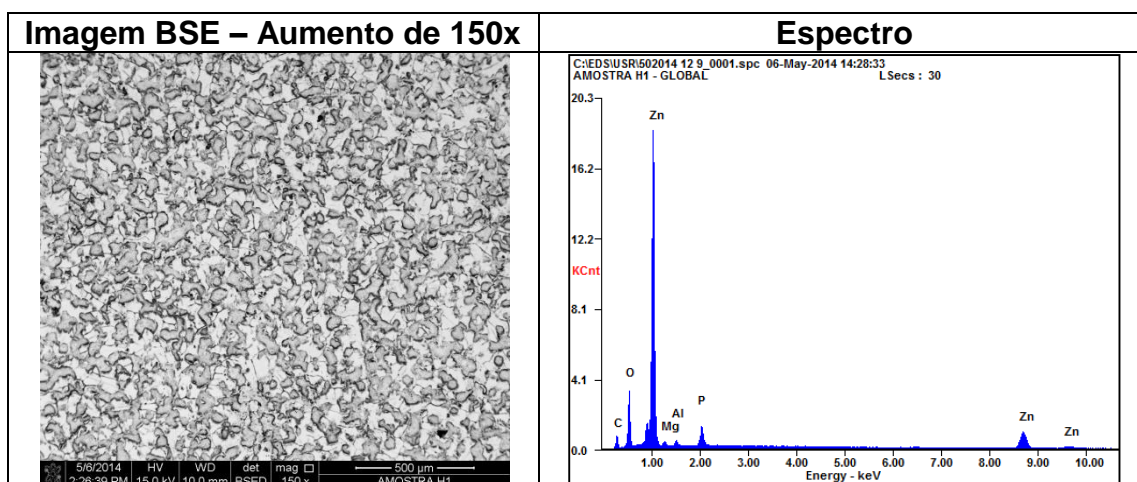 Imagem BSE – Aumento de 150x
Espectro
5/6/2014 HV WD det mag □ 500 µm
2:26:39 PM 15.0 kV 10.0 mm BSED 150 x AMOSTRA H1
C:\EDS\USR\502014 12 9_0001.spc 06-May-2014 14:28:33
AMOSTRA H1 - GLOBAL LSecs : 30
20.3
Zn
16.2
12.2
KCnt
8.1
4.1
O
C
Mg
Al
P
Zn
Zn
0.0
1.00 2.00 3.00 4.00 5.00 6.00 7.00 8.00 9.00 10.00
Energy - keV